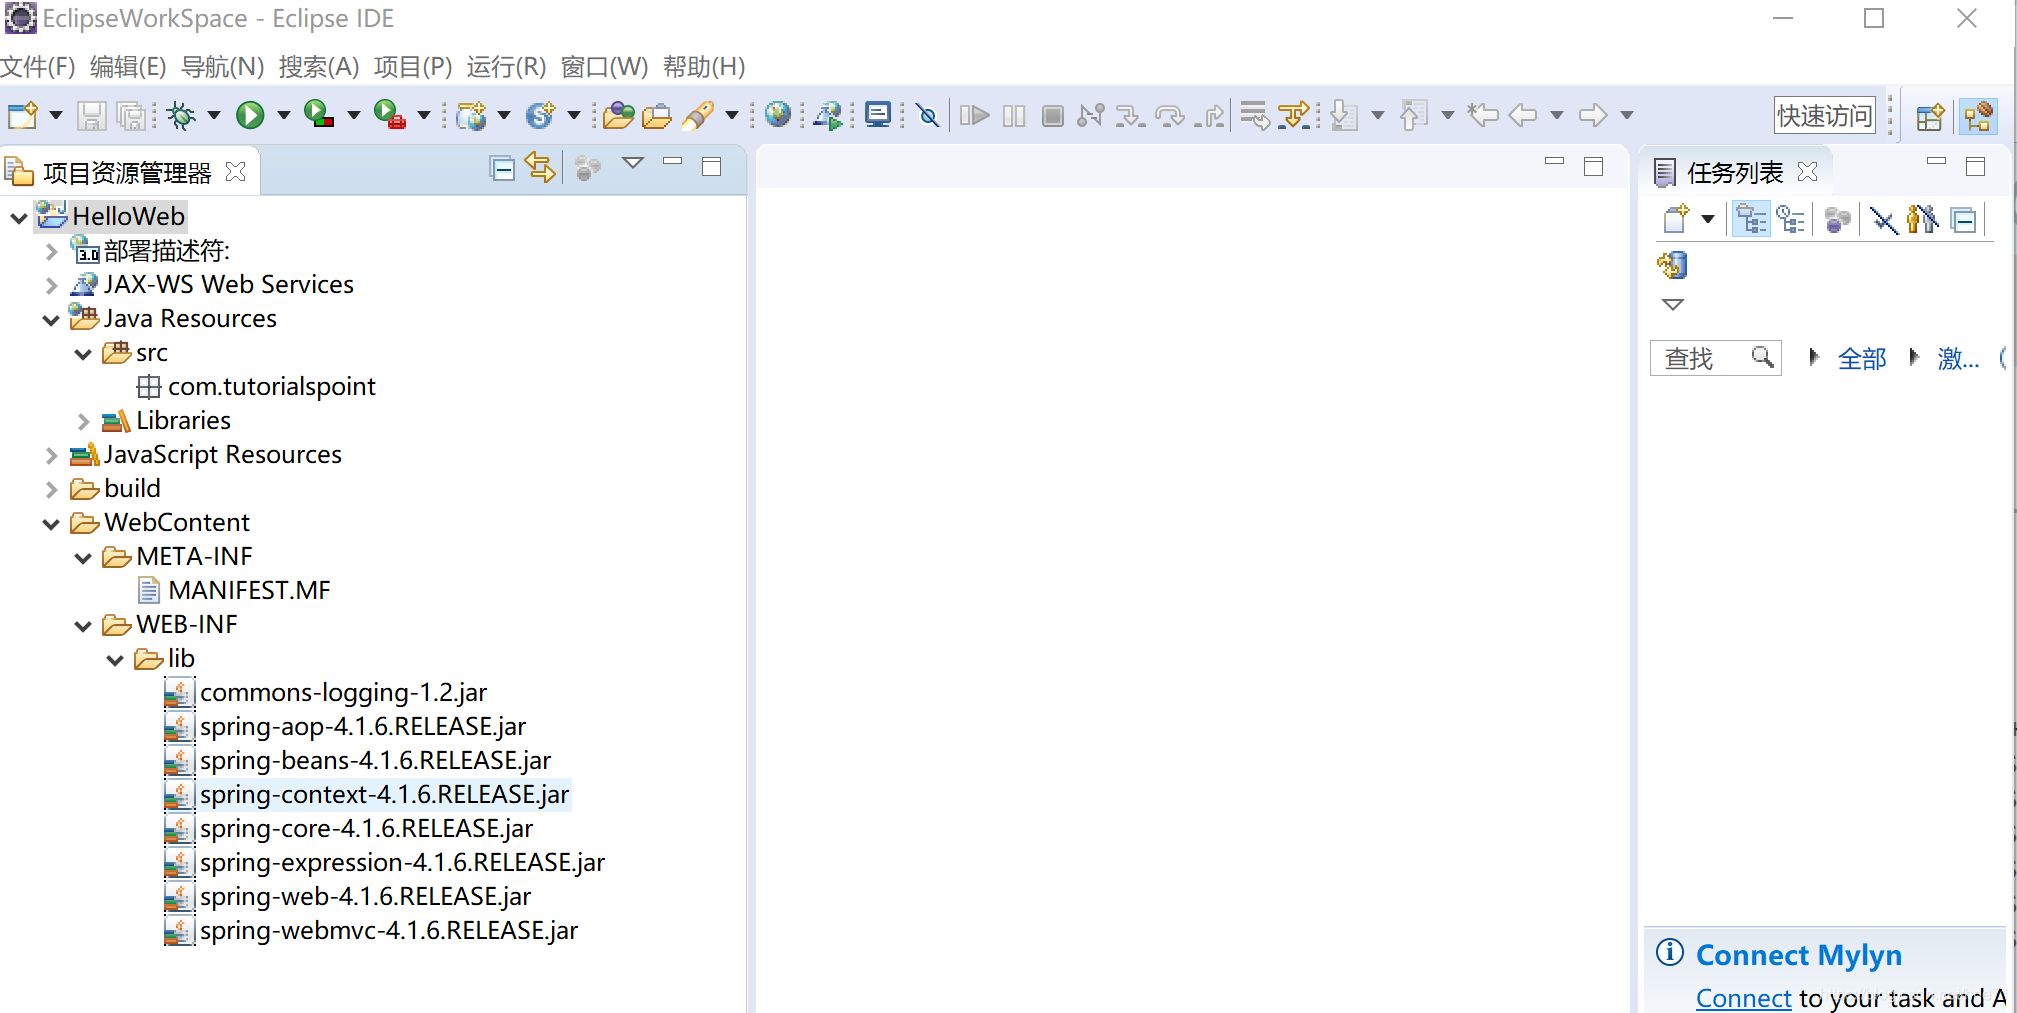 EclipseWorkSpace - Eclipse IDE
文件(F) 编辑(E) 导航(N) 搜索(A) 项目(P) 运行(R) 窗口(W) 帮助(H)
快速访问
项目资源管理器
HelloWeb
3.0 部署描述符:
JAX-WS Web Services
Java Resources
src
com.tutorialspoint
Libraries
JavaScript Resources
build
WebContent
META-INF
MANIFEST.MF
WEB-INF
lib
commons-logging-1.2.jar
spring-aop-4.1.6.RELEASE.jar
spring-beans-4.1.6.RELEASE.jar
spring-context-4.1.6.RELEASE.jar
spring-core-4.1.6.RELEASE.jar
spring-expression-4.1.6.RELEASE.jar
spring-web-4.1.6.RELEASE.jar
spring-webmvc-4.1.6.RELEASE.jar
任务列表
查找 全部 激...
Connect Mylyn
Connect to your task and A